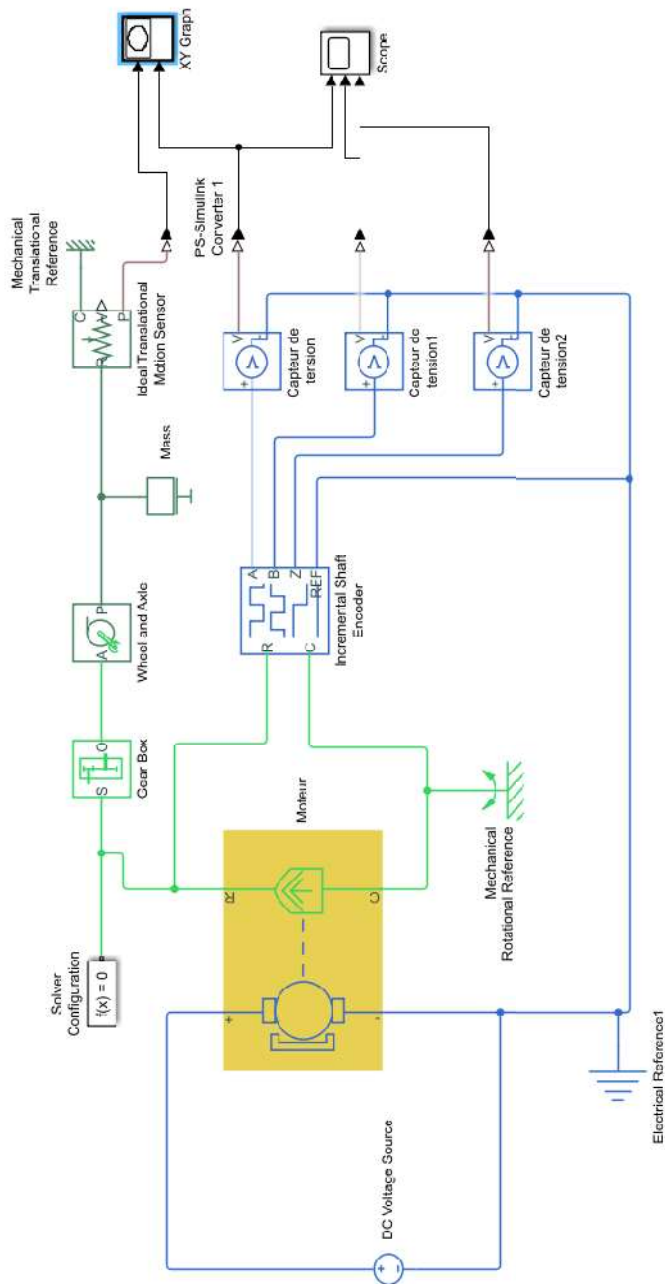 Solver
Configuration
f(x) = 0
S
O
Gear Box
A
P
Wheel and Axle
Mass
R
C
V
P
Ideal Translational
Motion Sensor
Mechanical
Translational
Reference
XY Graph
DC Voltage Source
+
-
+
-
R
C
Moteur
Mechanical
Rotational Reference
R
C
A
B
Z
REF
Incremental Shaft
Encoder
+
V
V
Capteur de
tension
PS-Simulink
Converter 1
+
V
V
Capteur de
tension1
+
V
V
Capteur de
tension2
Scope
Electrical Reference1